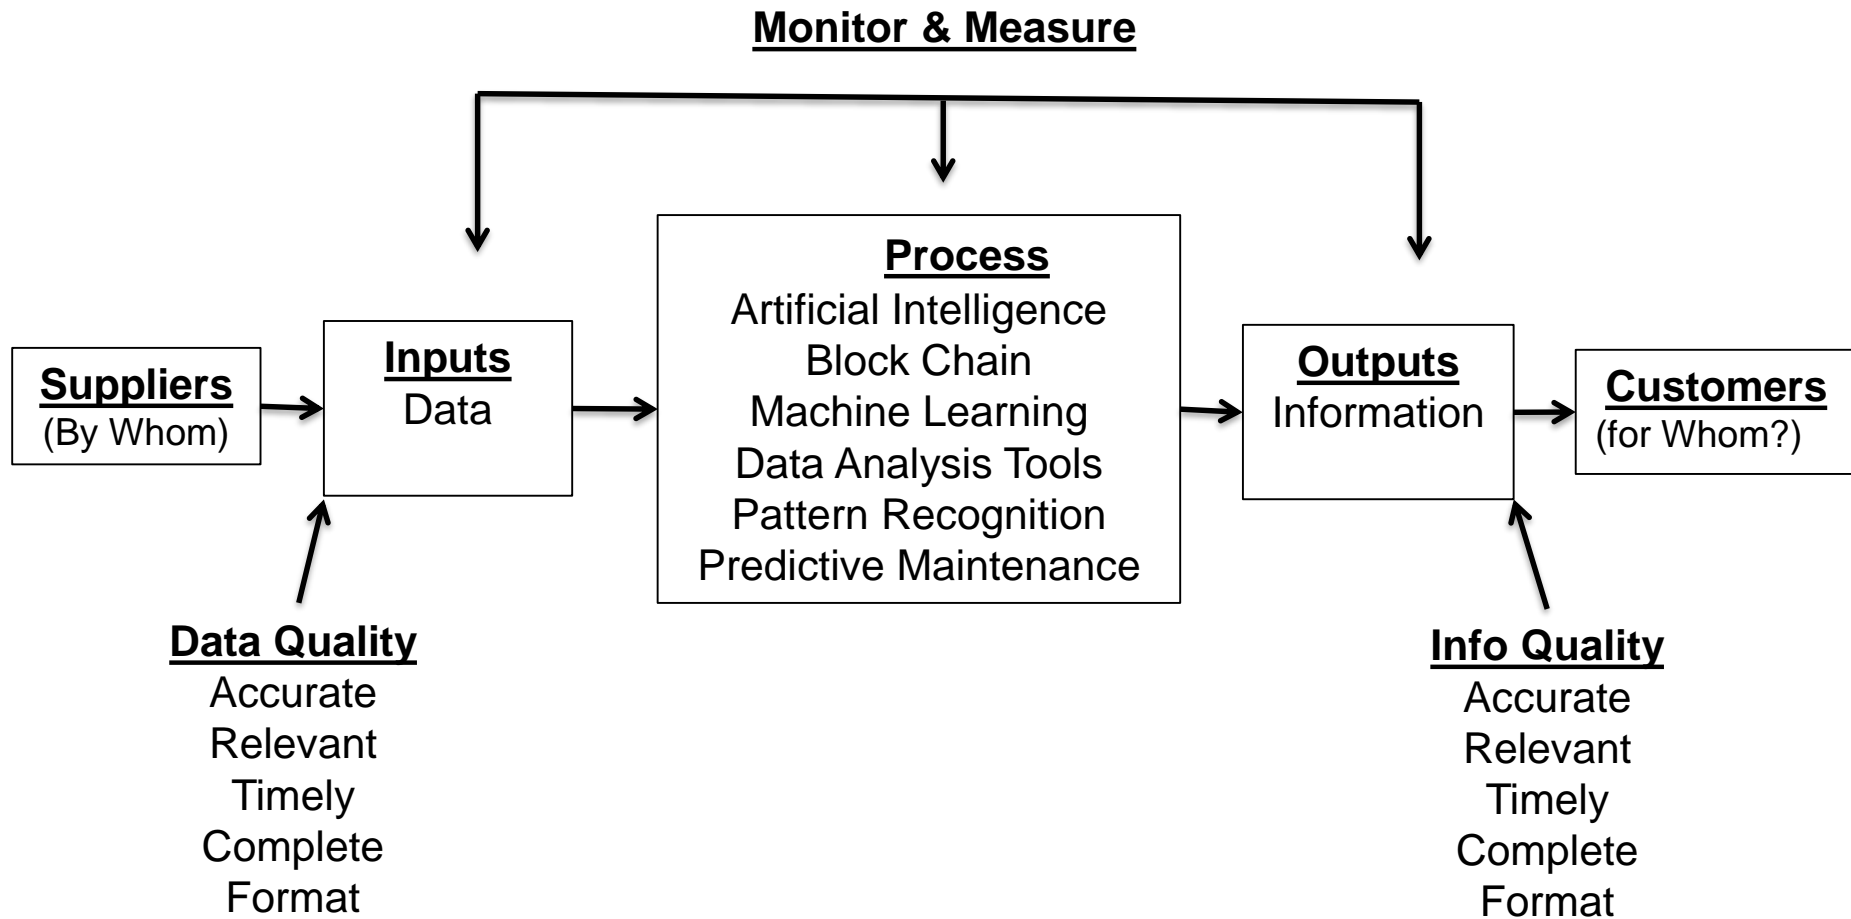 Monitor & Measure
Suppliers
(By Whom)
Inputs
Data
Process
Artificial Intelligence
Block Chain
Machine Learning
Data Analysis Tools
Pattern Recognition
Predictive Maintenance
Outputs
Information
Customers
(for Whom?)
Data Quality
Accurate
Relevant
Timely
Complete
Format
Info Quality
Accurate
Relevant
Timely
Complete
Format